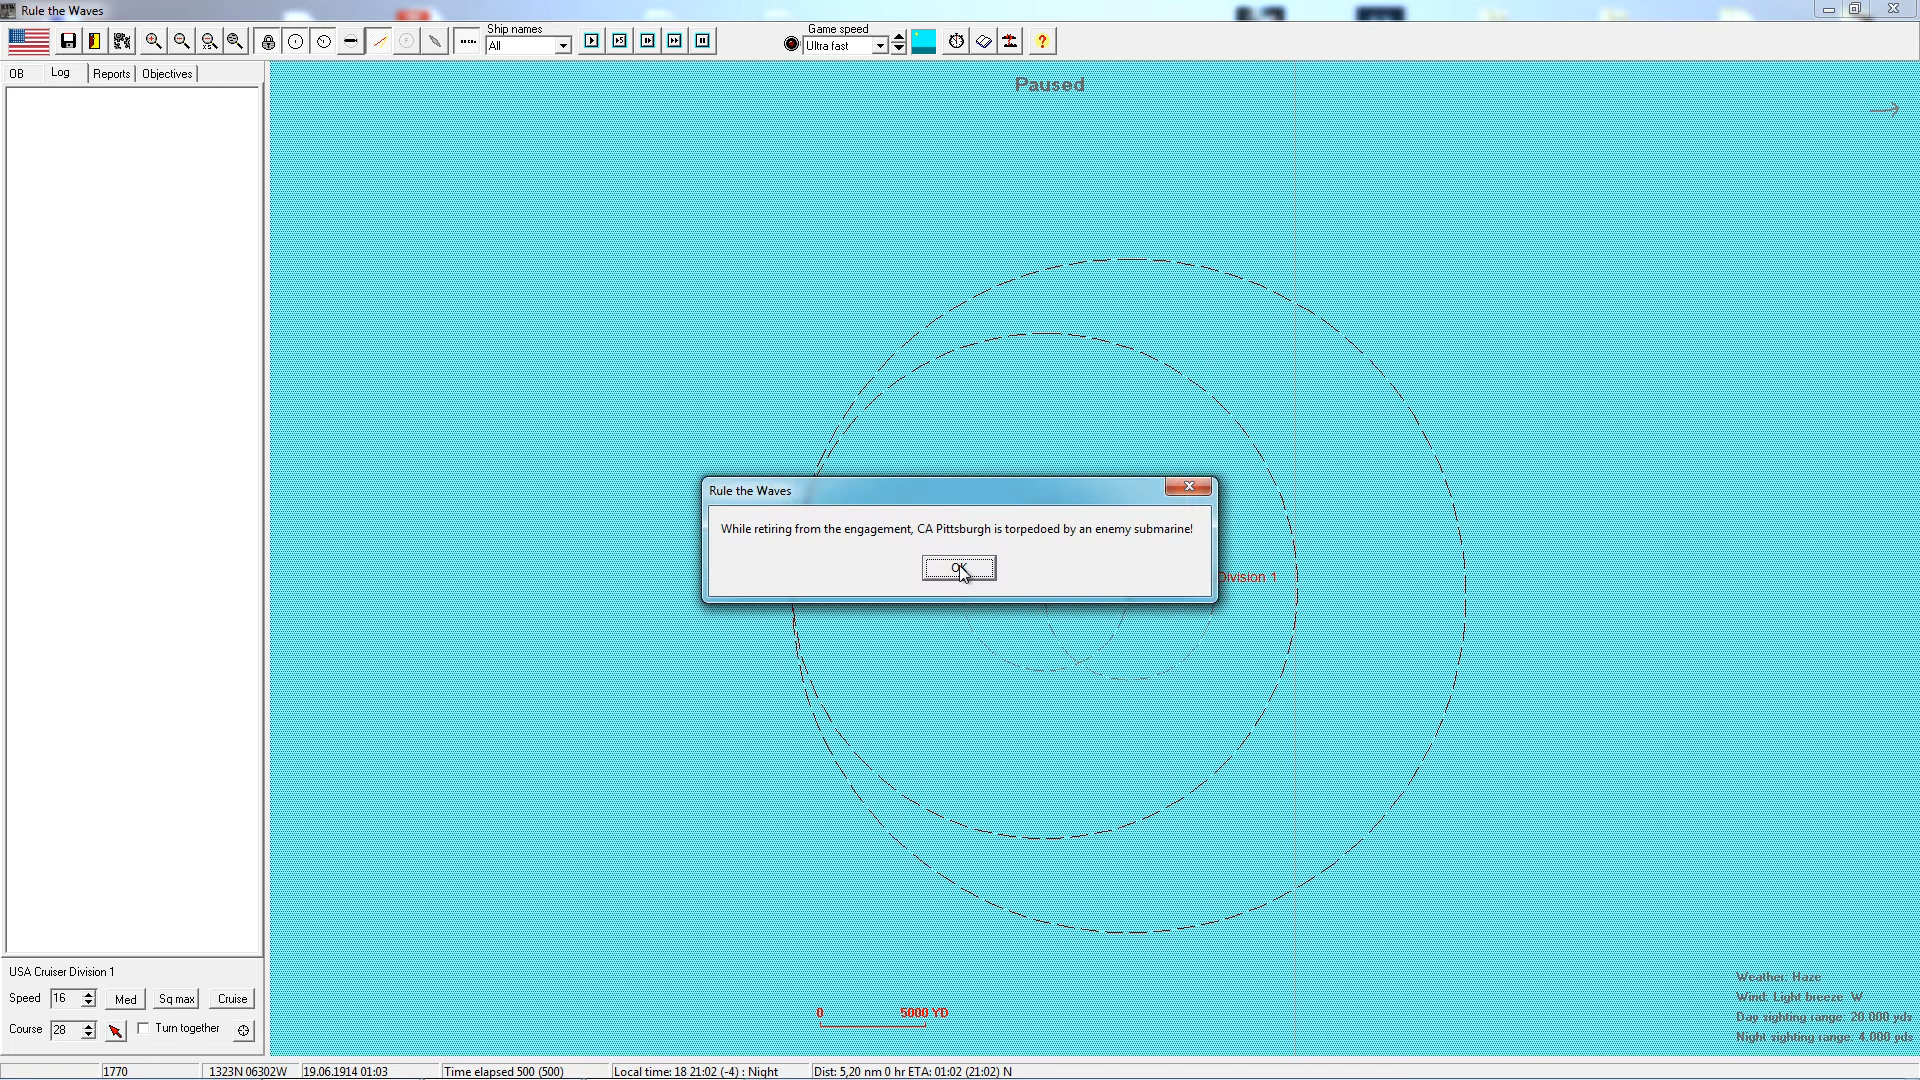 Rule the Waves
Ship names
All
Game speed
Ultra fast
?
OB Log Reports Objectives
Paused
Rule the Waves
While retiring from the engagement, CA Pittsburgh is torpedoed by an enemy submarine!
OK
Division 1
0 5000 YD
Weather: Haze
Wind: Light breeze W
Day sighting range: 20.000 yds
Night sighting range: 4.000 yds
USA Cruiser Division 1
Speed 16 Med Sq max Cruise
Course 28 Turn together
1770 1323N 06302W 19.06.1914 01:03 Time elapsed 500 (500) Local time: 18 21:02 (-4) : Night Dist: 5,20 nm 0 hr ETA: 01:02 (21:02) N